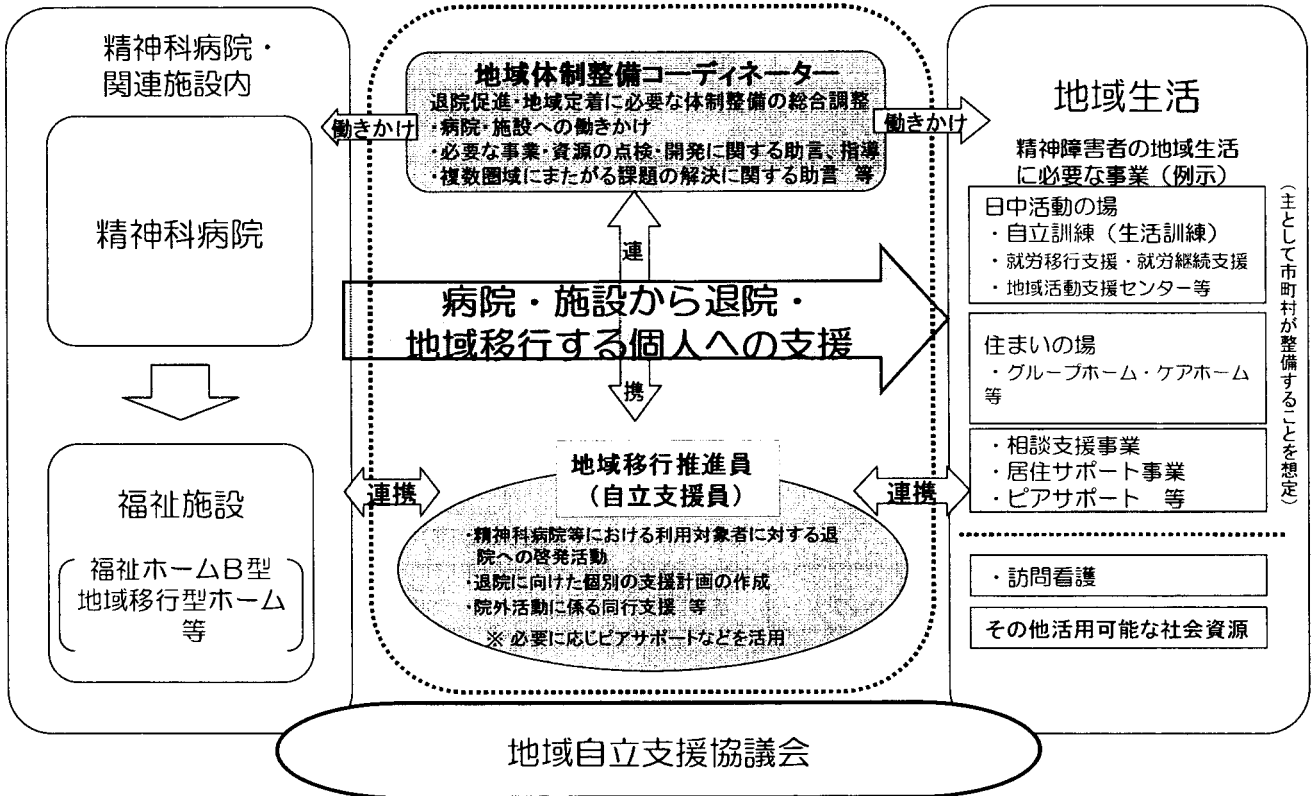 精神科病院・
関連施設内
精神科病院
福祉施設
福祉ホームB型
地域移行型ホーム
等
地域体制整備コーディネーター
退院促進・地域定着に必要な体制整備の総合調整
・病院・施設への働きかけ
・必要な事業・資源の点検・開発に関する助言、指導
・複数圏域にまたがる課題の解決に関する助言 等
働きかけ
働きかけ
連
病院・施設から退院・
地域移行する個人への支援
携
地域移行推進員
（自立支援員）
連携
連携
・精神科病院等における利用対象者に対する退
院への啓発活動
・退院に向けた個別の支援計画の作成
・院外活動に係る同行支援 等
※ 必要に応じピアサポートなどを活用
地域生活
精神障害者の地域生活
に必要な事業（例示）
日中活動の場
・自立訓練（生活訓練）
・就労移行支援・就労継続支援
・地域活動支援センター等
住まいの場
・グループホーム・ケアホーム
等
・相談支援事業
・居住サポート事業
・ピアサポート 等
（主として市町村が整備することを想定）
・訪問看護
その他活用可能な社会資源
地域自立支援協議会